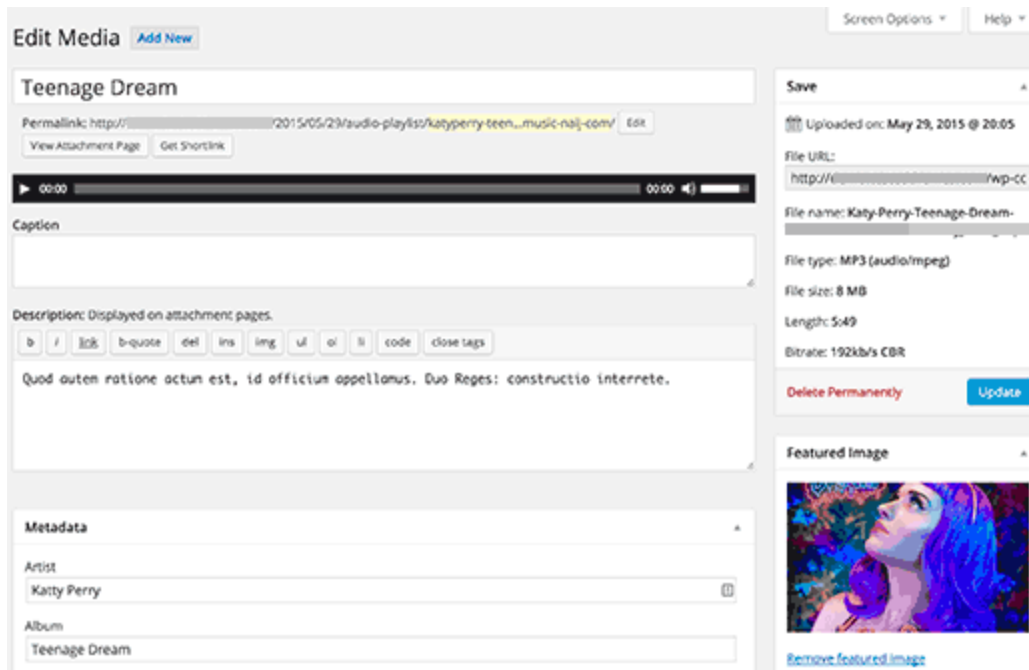 Screen Options
Help
Edit Media
Add New
Teenage Dream
Permalink: http:// /2015/05/29/audio-playlist/katyperry-teen...music-naij-com/ Edit
View Attachment Page
Get Shortlink
00:00 00:00
Caption
Description: Displayed on attachment pages.
b i link b-quote del ins img ul ol li code close tags
Quod autem ratione actum est, id officium appellamus. Duo Reges: constructio interrete.
Metadata
Artist
Katty Perry
Album
Teenage Dream
Save
Uploaded on: May 29, 2015 @ 20:05
File URL:
http:// /wp-cc
File name: Katy-Perry-Teenage-Dream-
File type: MP3 (audio/mpeg)
File size: 8 MB
Length: 5:49
Bitrate: 192kb/s CBR
Delete Permanently
Update
Featured Image
Remove featured image